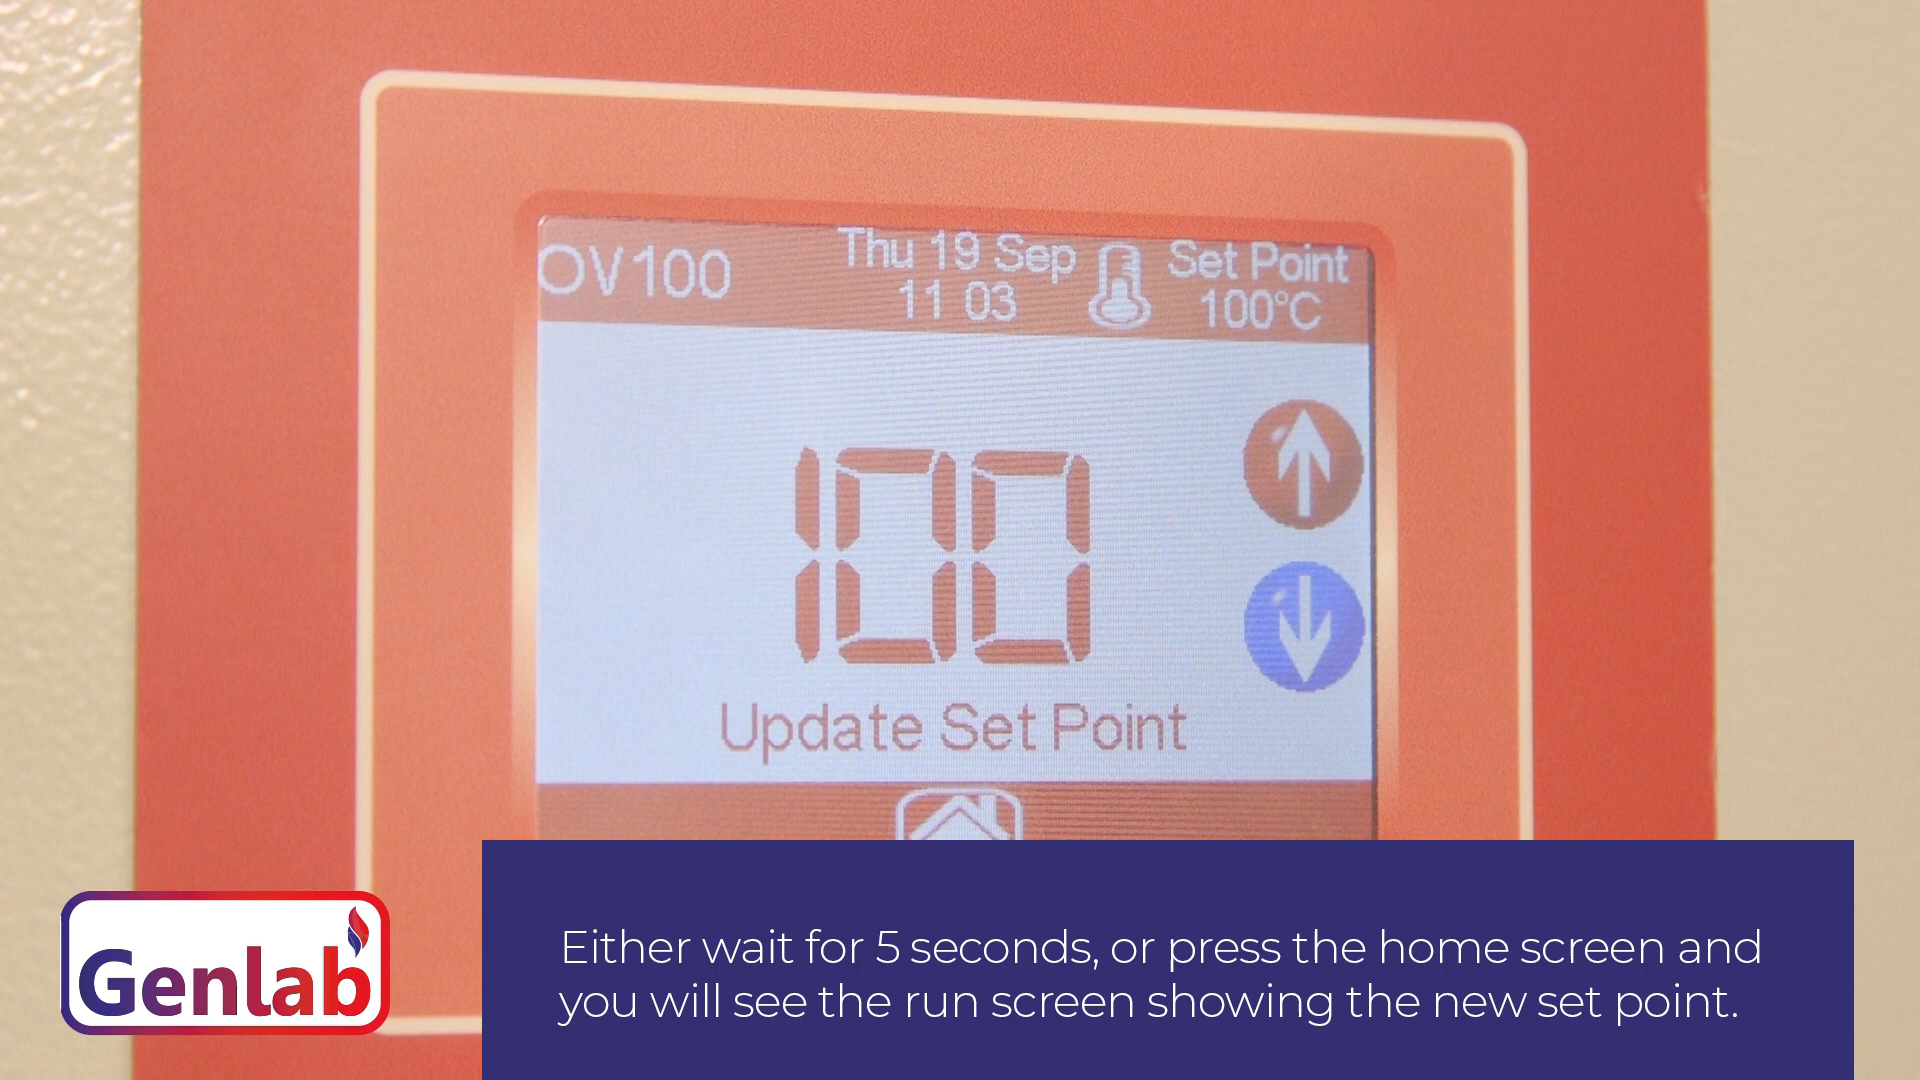 OV100
Thu 19 Sep
11 03
Set Point
100°C
100
Update Set Point
Genlab
Either wait for 5 seconds, or press the home screen and
you will see the run screen showing the new set point.